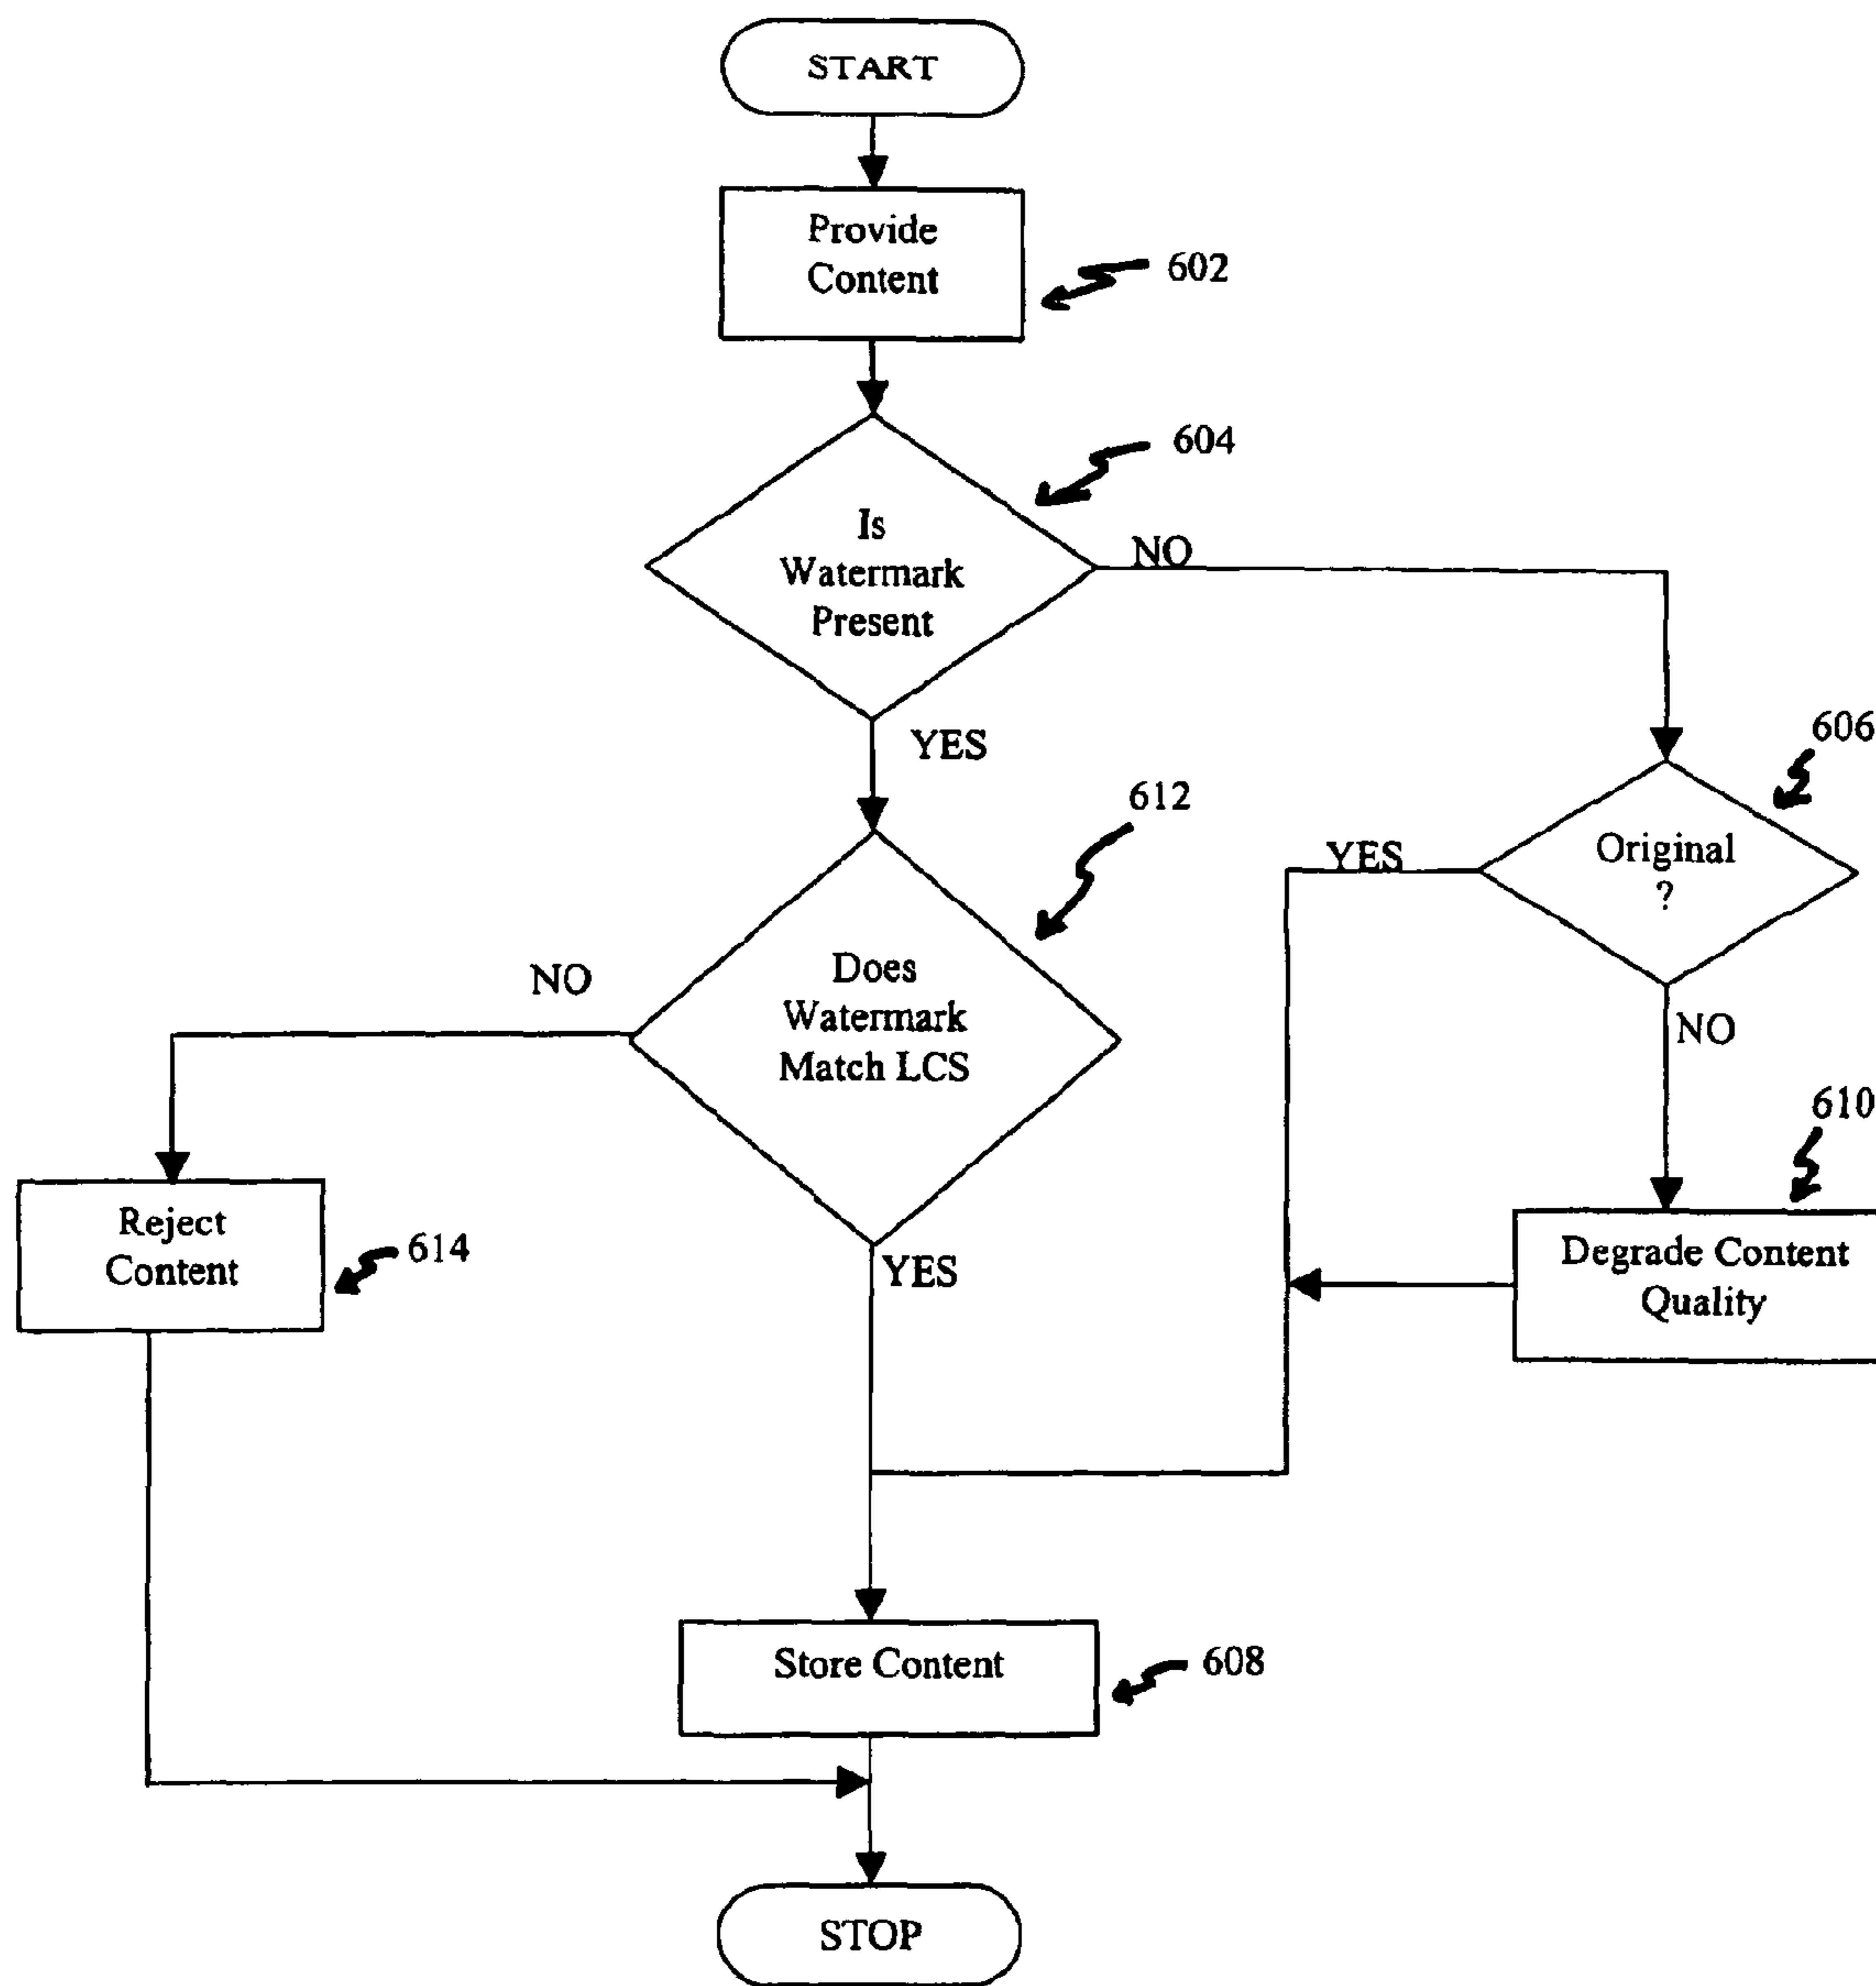 START
Provide
Content
602
604
Is
Watermark
Present
NO
YES
606
612
Original
?
YES
NO
Does
Watermark
Match LCS
NO
610
Reject
Content
614
YES
Degrade Content
Quality
Store Content
608
STOP